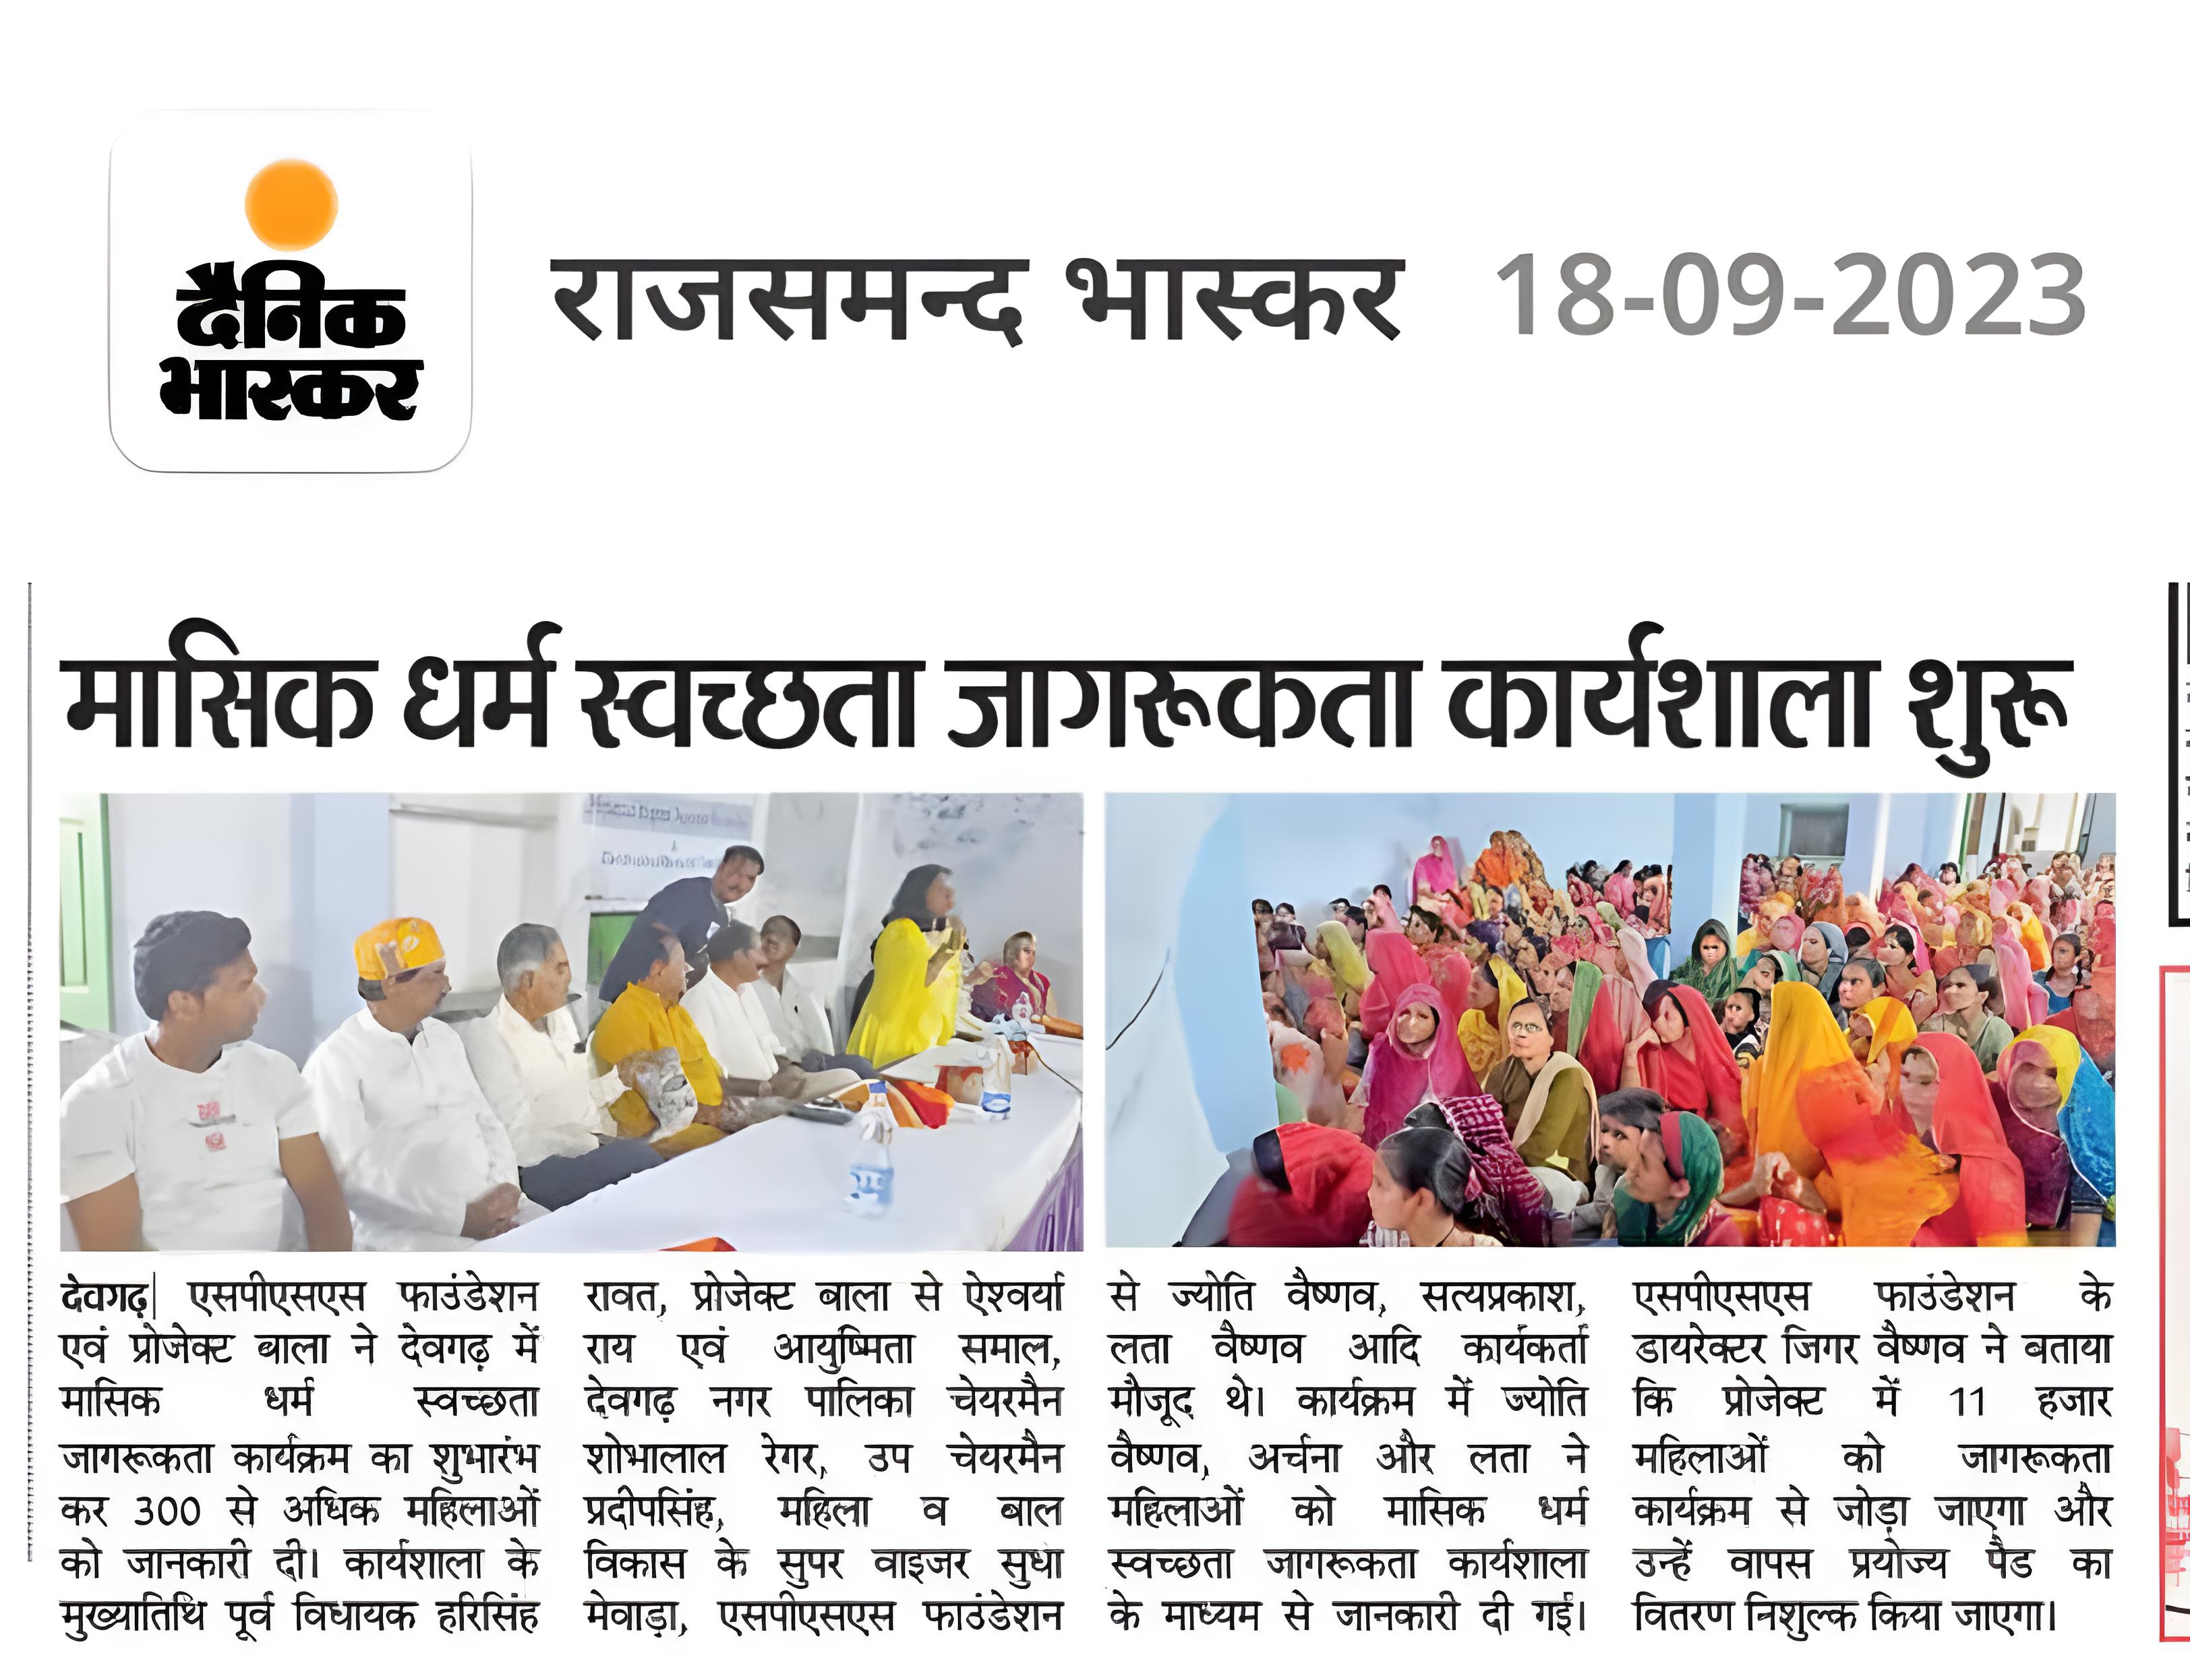 दैनिक
भास्कर
राजसमन्द भास्कर 18-09-2023
मासिक धर्म स्वच्छता जागरूकता कार्यशाला शुरू
देवगढ़| एसपीएसएस फाउंडेशन
एवं प्रोजेक्ट बाला ने देवगढ़ में
मासिक धर्म स्वच्छता
जागरूकता कार्यक्रम का शुभारंभ
कर 300 से अधिक महिलाओं
को जानकारी दी। कार्यशाला के
मुख्यातिथि पूर्व विधायक हरिसिंह
रावत, प्रोजेक्ट बाला से ऐश्वर्या
राय एवं आयुष्मिता समाल,
देवगढ़ नगर पालिका चेयरमैन
शोभालाल रेगर, उप चेयरमैन
प्रदीपसिंह, महिला व बाल
विकास के सुपर वाइजर सुधा
मेवाड़ा, एसपीएसएस फाउंडेशन
से ज्योति वैष्णव, सत्यप्रकाश,
लता वैष्णव आदि कार्यकर्ता
मौजूद थे। कार्यक्रम में ज्योति
वैष्णव, अर्चना और लता ने
महिलाओं को मासिक धर्म
स्वच्छता जागरूकता कार्यशाला
के माध्यम से जानकारी दी गई।
एसपीएसएस फाउंडेशन के
डायरेक्टर जिगर वैष्णव ने बताया
कि प्रोजेक्ट में 11 हजार
महिलाओं को जागरूकता
कार्यक्रम से जोड़ा जाएगा और
उन्हें वापस प्रयोज्य पैड का
वितरण निशुल्क किया जाएगा।